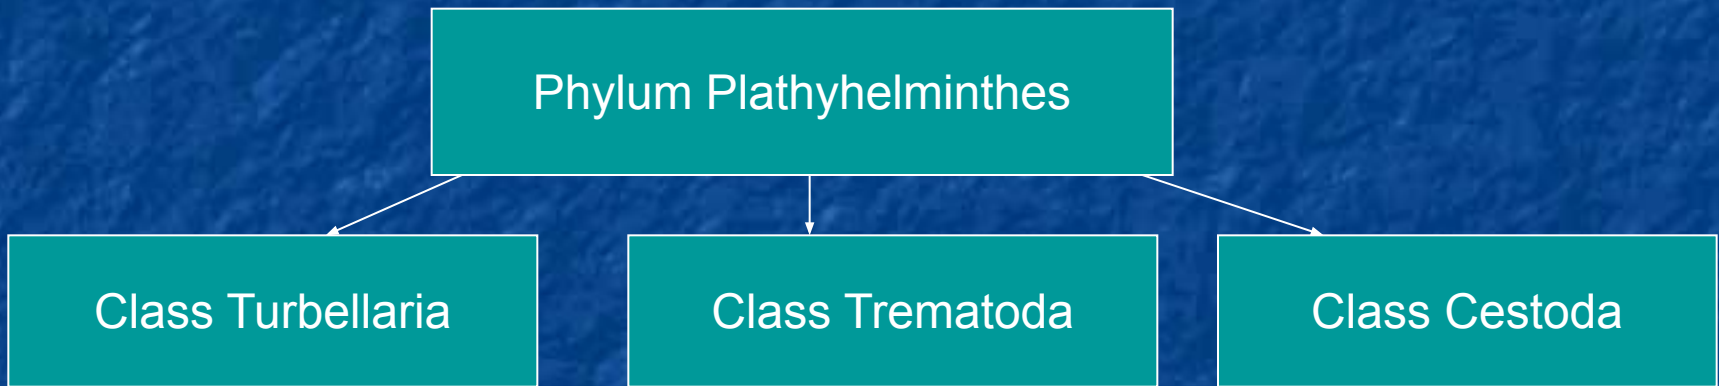 Phylum Plathyhelminthes
Class Turbellaria
Class Trematoda
Class Cestoda